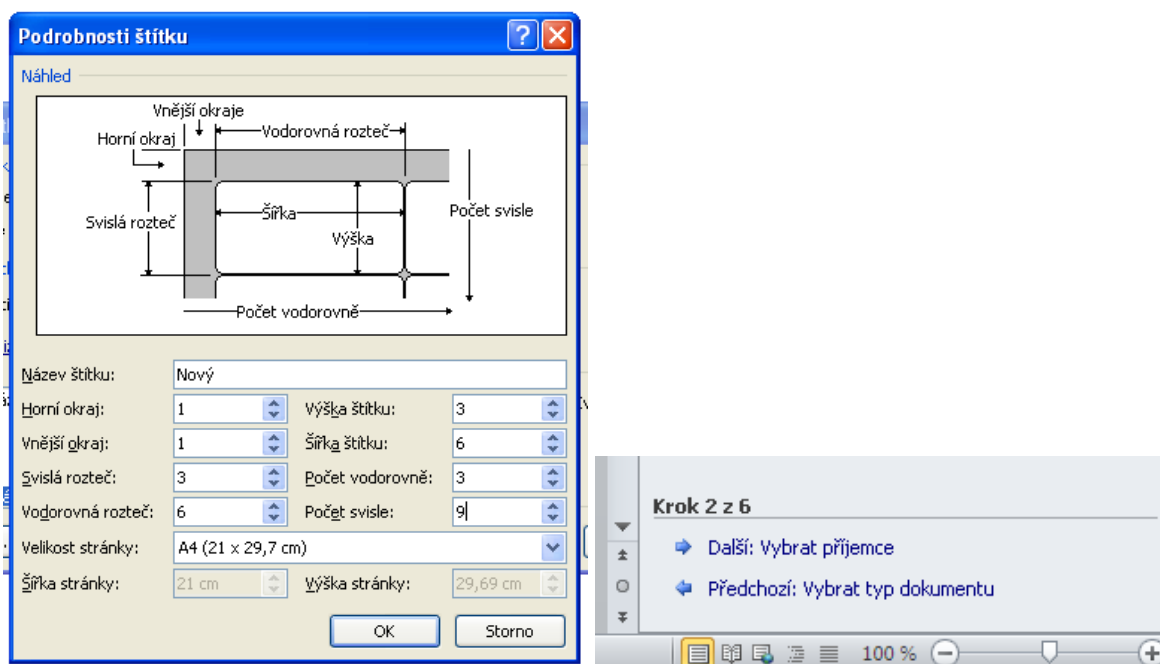 Podrobnosti štítku
Náhled
Vnější okraje
Vodorovná rozteč
Horní okraj
Svislá rozteč
Šířka
Počet svisle
Výška
Počet vodorovně
Název štítku: Nový
Horní okraj: 1 Výška štítku: 3
Vnější okraj: 1 Šířka štítku: 6
Svislá rozteč: 3 Počet vodorovně: 3
Vodorovná rozteč: 6 Počet svisle: 9
Velikost stránky: A4 (21 x 29,7 cm)
Šířka stránky: 21 cm Výška stránky: 29,69 cm
OK Storno
Krok 2 z 6
Další: Vybrat příjemce
Předchozí: Vybrat typ dokumentu
100 %